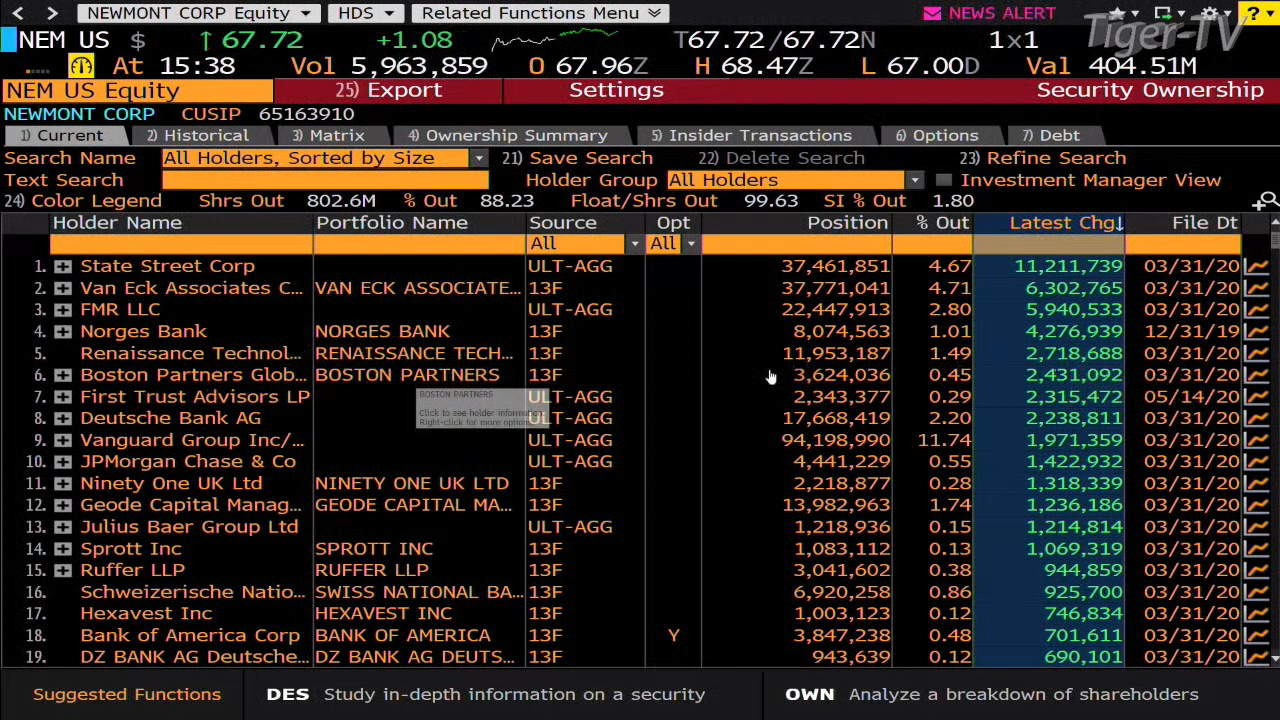 NEWMONT CORP Equity HDS Related Functions Menu NEWS ALERT ?
Tiger-TV
NEM US $ ↑ 67.72 +1.08 T67.72/67.72N 1x1
At 15:38 Vol 5,963,859 O 67.96Z H 68.47Z L 67.00D Val 404.51M
NEM US Equity 25) Export Settings Security Ownership
NEWMONT CORP CUSIP 65163910
1) Current 2) Historical 3) Matrix 4) Ownership Summary 5) Insider Transactions 6) Options 7) Debt
Search Name All Holders, Sorted by Size 21) Save Search 22) Delete Search 23) Refine Search
Text Search Holder Group All Holders Investment Manager View
24) Color Legend Shrs Out 802.6M % Out 88.23 Float/Shrs Out 99.63 SI % Out 1.80
Holder Name Portfolio Name Source Opt Position % Out Latest Chg↓ File Dt
All All
1. State Street Corp ULT-AGG 37,461,851 4.67 11,211,739 03/31/20
2. Van Eck Associates C... VAN ECK ASSOCIATE... 13F 37,771,041 4.71 6,302,765 03/31/20
3. FMR LLC ULT-AGG 22,447,913 2.80 5,940,533 03/31/20
4. Norges Bank NORGES BANK 13F 8,074,563 1.01 4,276,939 12/31/19
5. Renaissance Technol... RENAISSANCE TECH... 13F 11,953,187 1.49 2,718,688 03/31/20
6. Boston Partners Glob... BOSTON PARTNERS 13F 3,624,036 0.45 2,431,092 03/31/20
BOSTON PARTNERS
Click to see holder information.
Right-click for more options.
7. First Trust Advisors LP ULT-AGG 2,343,377 0.29 2,315,472 05/14/20
8. Deutsche Bank AG ULT-AGG 17,668,419 2.20 2,238,811 03/31/20
9. Vanguard Group Inc/... ULT-AGG 94,198,990 11.74 1,971,359 03/31/20
10. JPMorgan Chase & Co ULT-AGG 4,441,229 0.55 1,422,932 03/31/20
11. Ninety One UK Ltd NINETY ONE UK LTD 13F 2,218,877 0.28 1,318,339 03/31/20
12. Geode Capital Manag... GEODE CAPITAL MA... 13F 13,982,963 1.74 1,236,186 03/31/20
13. Julius Baer Group Ltd ULT-AGG 1,218,936 0.15 1,214,814 03/31/20
14. Sprott Inc SPROTT INC 13F 1,083,112 0.13 1,069,319 03/31/20
15. Ruffer LLP RUFFER LLP 13F 3,041,602 0.38 944,859 03/31/20
16. Schweizerische Natio... SWISS NATIONAL BA... 13F 6,920,258 0.86 925,700 03/31/20
17. Hexavest Inc HEXAVEST INC 13F 1,003,123 0.12 746,834 03/31/20
18. Bank of America Corp BANK OF AMERICA 13F Y 3,847,238 0.48 701,611 03/31/20
19. DZ BANK AG Deutsche... DZ BANK AG DEUTS... 13F 943,639 0.12 690,101 03/31/20
Suggested Functions DES Study in-depth information on a security OWN Analyze a breakdown of shareholders